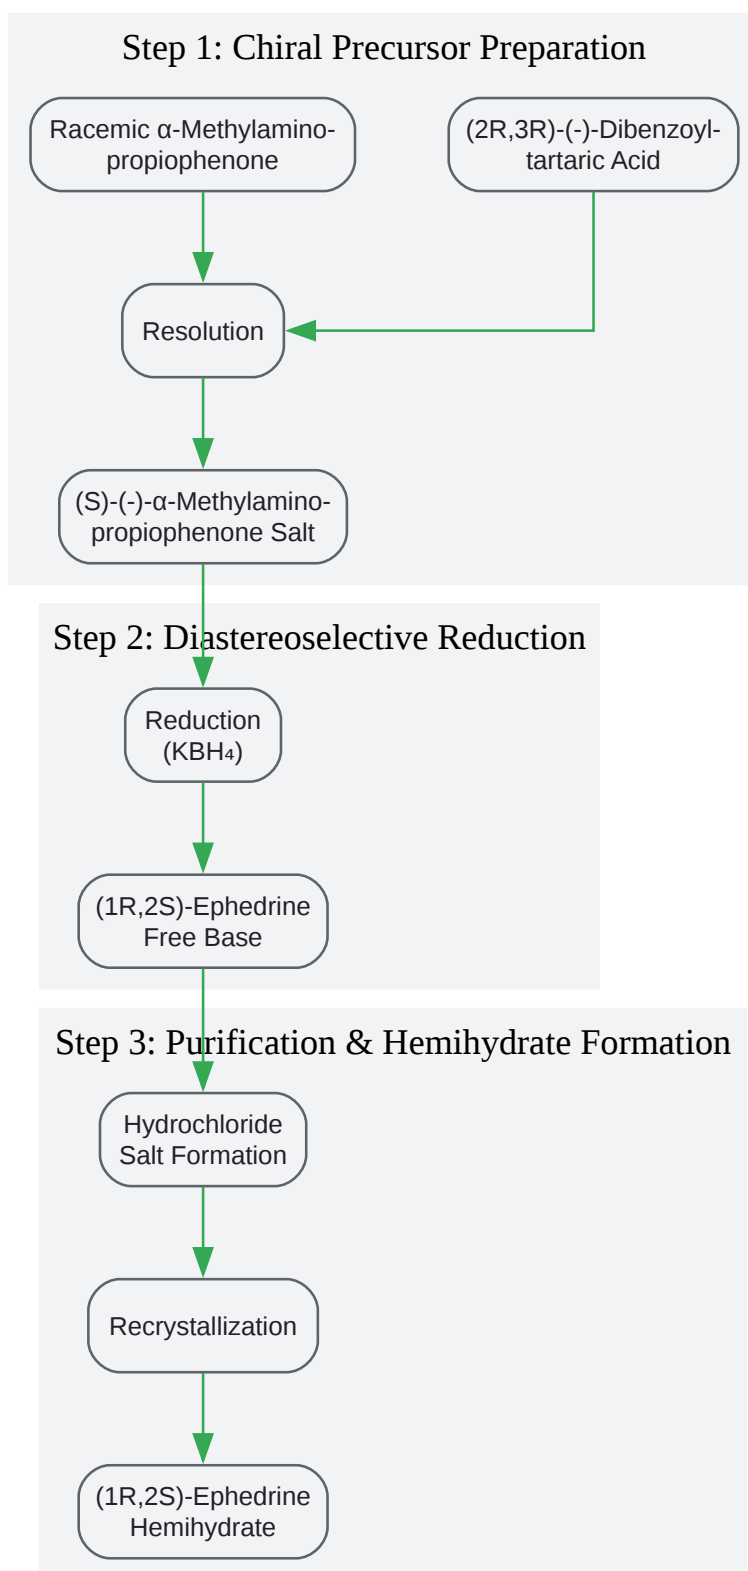 Step 1: Chiral Precursor Preparation
Racemic α-Methylamino-
propiophenone
(2R,3R)-(-)-Dibenzoyl-
tartaric Acid
Resolution
(S)-(-)-α-Methylamino-
propiophenone Salt
Step 2: Diastereoselective Reduction
Reduction
(KBH₄)
(1R,2S)-Ephedrine
Free Base
Step 3: Purification & Hemihydrate Formation
Hydrochloride
Salt Formation
Recrystallization
(1R,2S)-Ephedrine
Hemihydrate